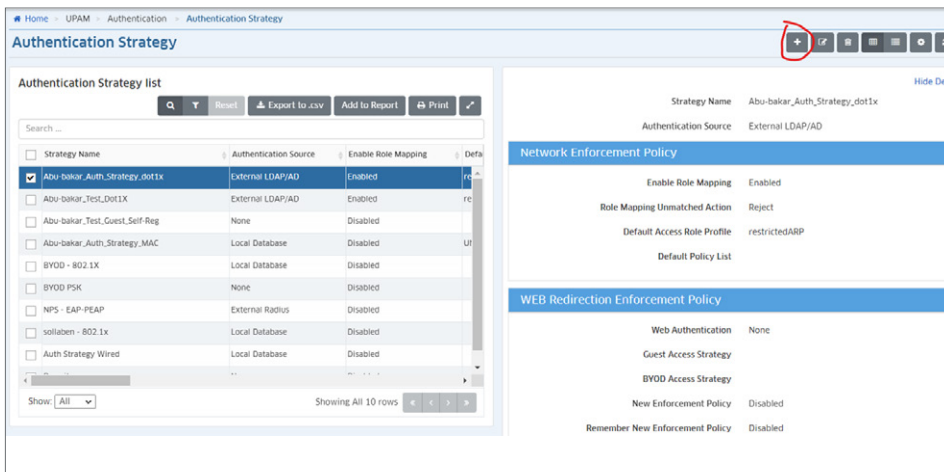 Home > UPAM > Authentication > Authentication Strategy
Authentication Strategy
Authentication Strategy list
Reset Export to .csv Add to Report Print
Search ...
Strategy Name Authentication Source Enable Role Mapping Defa
Abu-bakar_Auth_Strategy_dot1x External LDAP/AD Enabled re
Abu-bakar_Test_Dot1X External LDAP/AD Enabled re
Abu-bakar_Test_Guest_Self-Reg None Disabled
Abu-bakar_Auth_Strategy_MAC Local Database Disabled
BYOD - 802.1X Local Database Disabled
BYOD PSK None Disabled
NPS - EAP-PEAP External Radius Disabled
sollaben - 802.1x Local Database Disabled
Auth Strategy Wired Local Database Disabled
Show: All Showing All 10 rows « < > »
Hide De
Strategy Name Abu-bakar_Auth_Strategy_dot1x
Authentication Source External LDAP/AD
Network Enforcement Policy
Enable Role Mapping Enabled
Role Mapping Unmatched Action Reject
Default Access Role Profile restrictedARP
Default Policy List
WEB Redirection Enforcement Policy
Web Authentication None
Guest Access Strategy
BYOD Access Strategy
New Enforcement Policy Disabled
Remember New Enforcement Policy Disabled